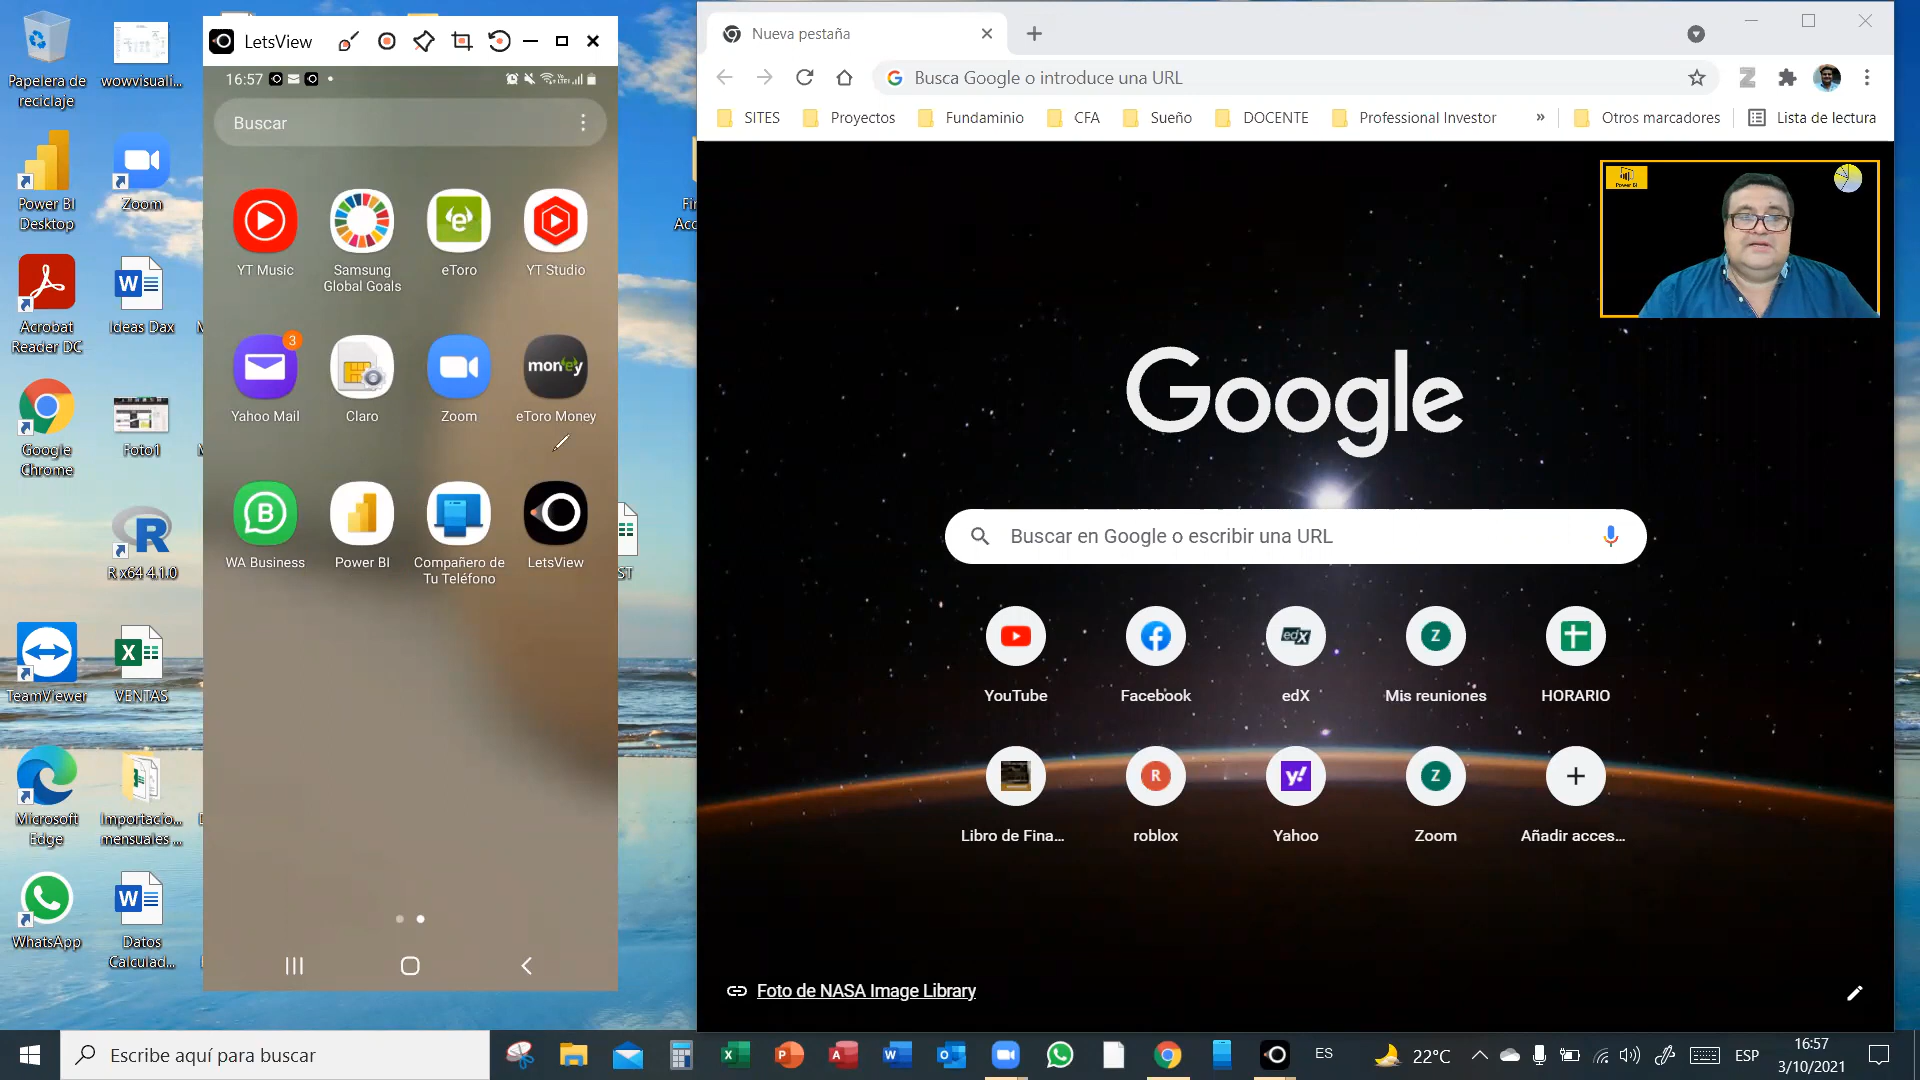 Papelera de
reciclaje
wowvisuali...
Power BI
Desktop
Zoom
Acrobat
Reader DC
Ideas Dax
Google
Chrome
Foto1
R x64 4.1.0
TeamViewer
VENTAS
Microsoft
Edge
Importacio...
mensuales ...
WhatsApp
Datos
Calculad...
LetsView
16:57
Buscar
YT Music
Samsung
Global Goals
eToro
YT Studio
3
Yahoo Mail
Claro
Zoom
money
eToro Money
WA Business
Power BI
Compañero de
Tu Teléfono
LetsView
Nueva pestaña
Busca Google o introduce una URL
SITES
Proyectos
Fundaminio
CFA
Sueño
DOCENTE
Professional Investor
»
Otros marcadores
Lista de lectura
Power BI
Google
Buscar en Google o escribir una URL
YouTube
Facebook
edX
Mis reuniones
HORARIO
Libro de Fina...
roblox
Yahoo
Zoom
Añadir acces...
Foto de NASA Image Library
Escribe aquí para buscar
ES
22°C
ESP
16:57
3/10/2021